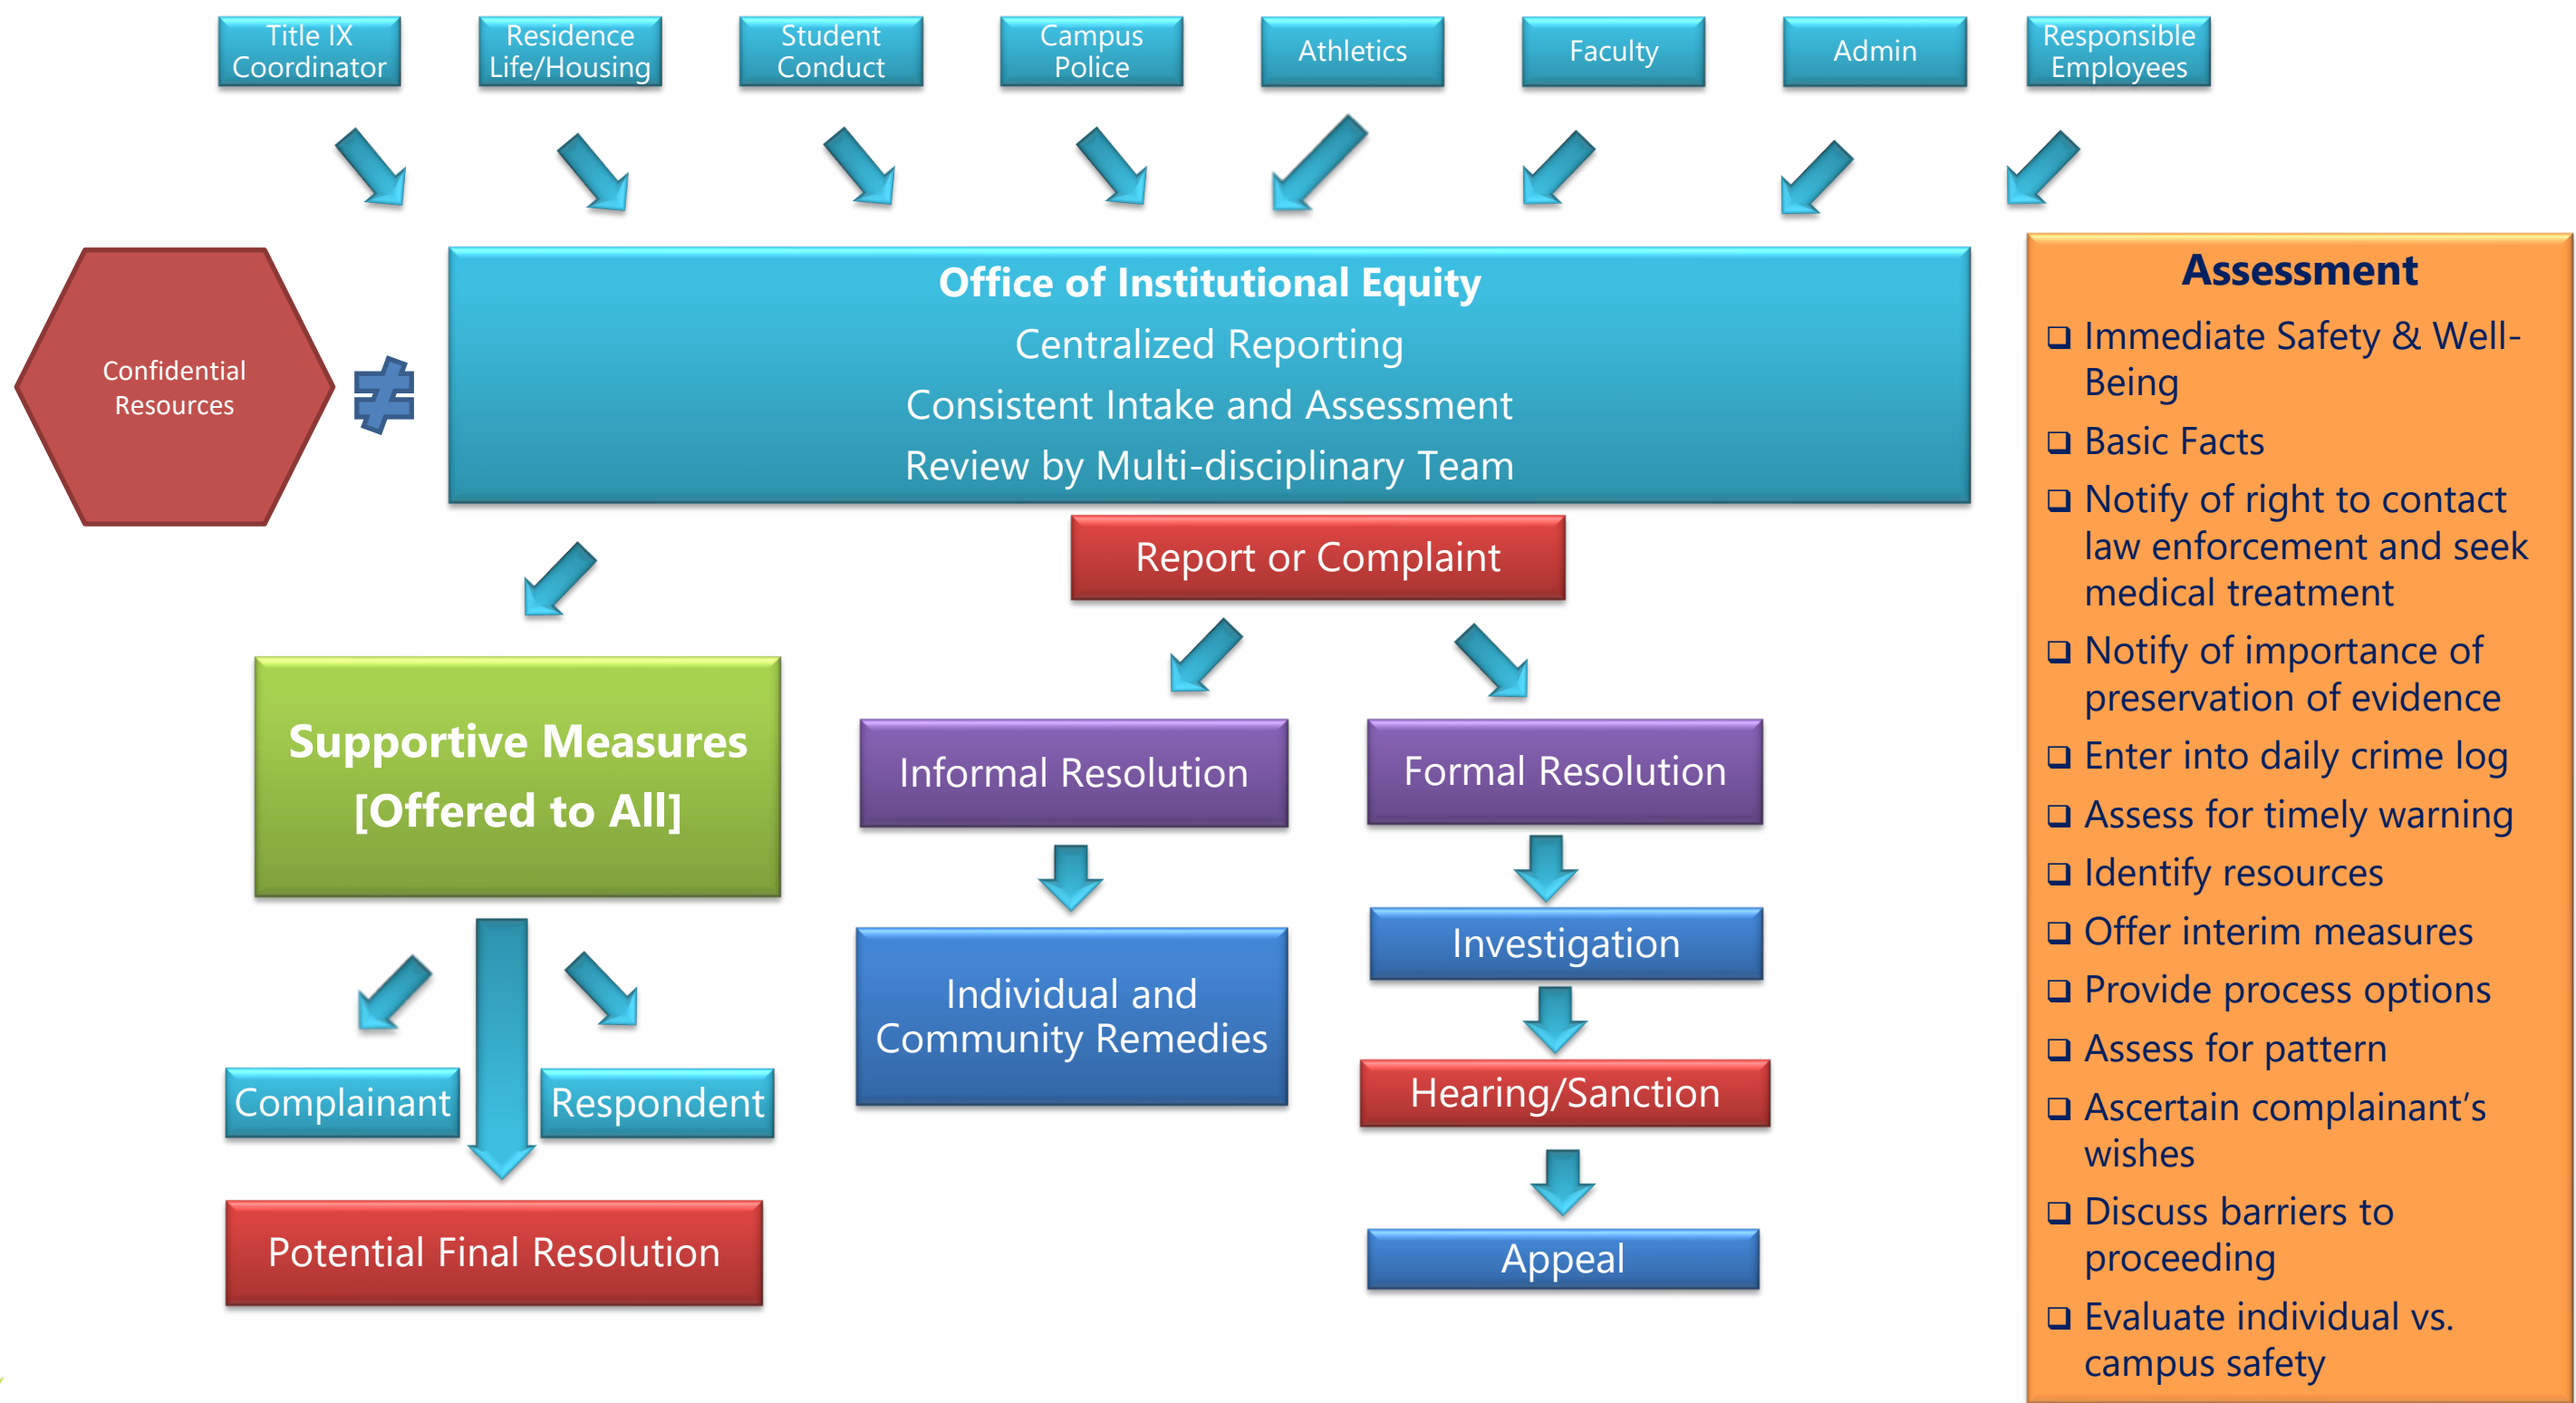 Title IX
Coordinator
Residence
Life/Housing
Student
Conduct
Campus
Police
Athletics
Faculty
Admin
Responsible
Employees
Confidential
Resources
Office of Institutional Equity
Centralized Reporting
Consistent Intake and Assessment
Review by Multi-disciplinary Team
Report or Complaint
Supportive Measures
[Offered to All]
Informal Resolution
Formal Resolution
Individual and
Community Remedies
Investigation
Complainant
Respondent
Hearing/Sanction
Potential Final Resolution
Appeal
Assessment
Immediate Safety & Well-
Being
Basic Facts
Notify of right to contact
law enforcement and seek
medical treatment
Notify of importance of
preservation of evidence
Enter into daily crime log
Assess for timely warning
Identify resources
Offer interim measures
Provide process options
Assess for pattern
Ascertain complainant’s
wishes
Discuss barriers to
proceeding
Evaluate individual vs.
campus safety